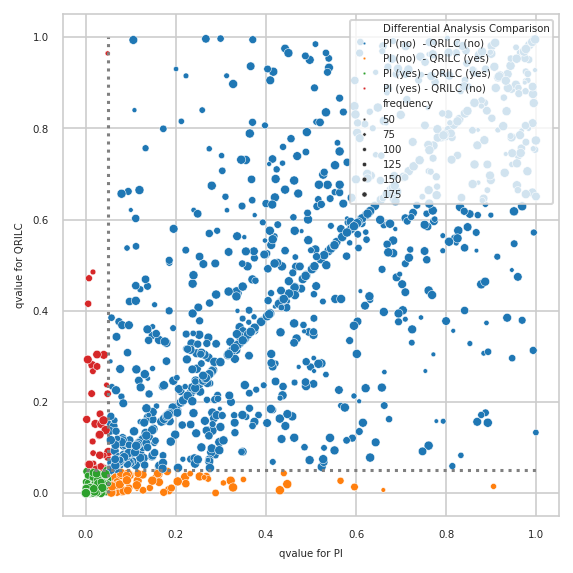 Differential Analysis Comparison
PI (no)  - QRILC (no)
PI (no)  - QRILC (yes)
PI (yes) - QRILC (yes)
PI (yes) - QRILC (no)
frequency
50
75
100
125
150
175
1.0
0.8
0.6
0.4
0.2
0.0
qvalue for QRILC
0.0 0.2 0.4 0.6 0.8 1.0
qvalue for PI